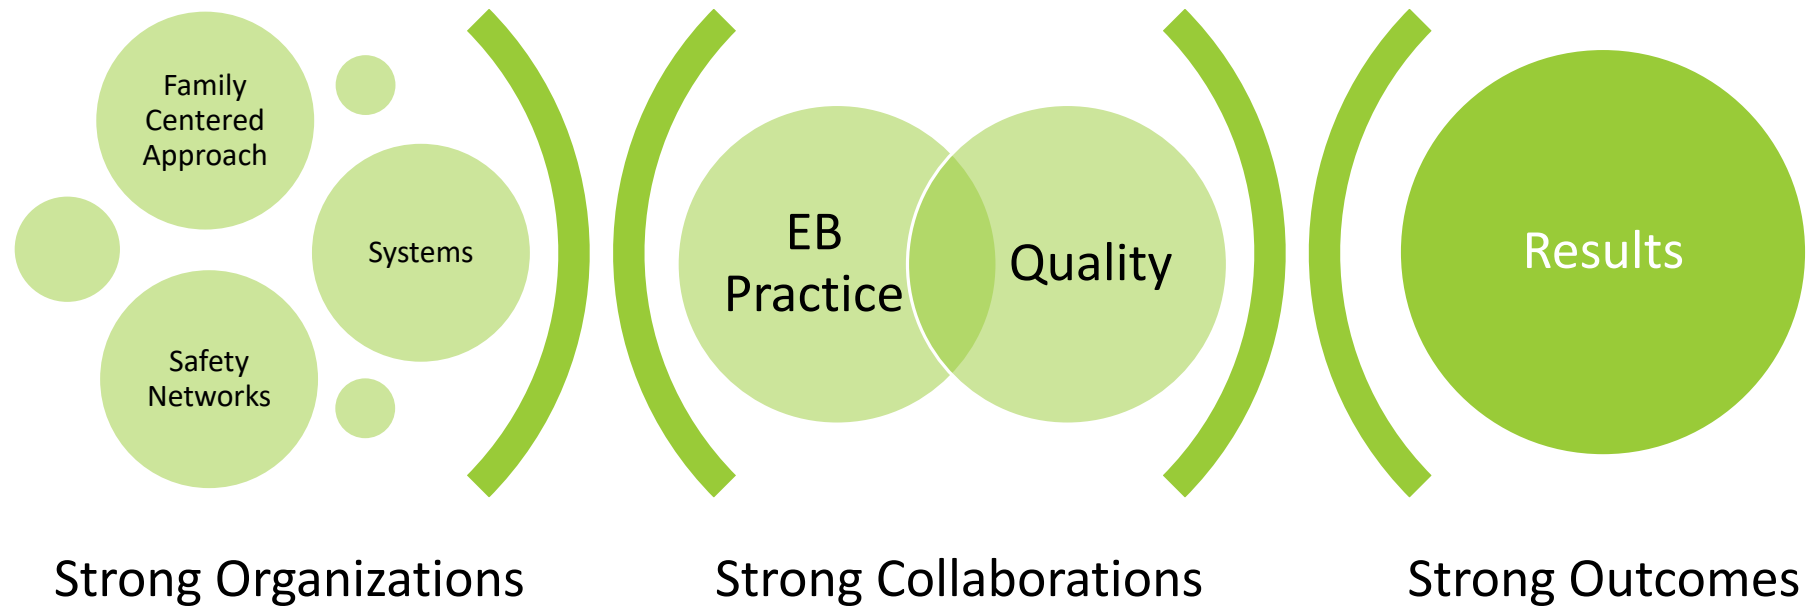 Family
Centered
Approach
Systems
Safety
Networks
Strong Organizations
EB
Practice
Quality
Strong Collaborations
Results
Strong Outcomes